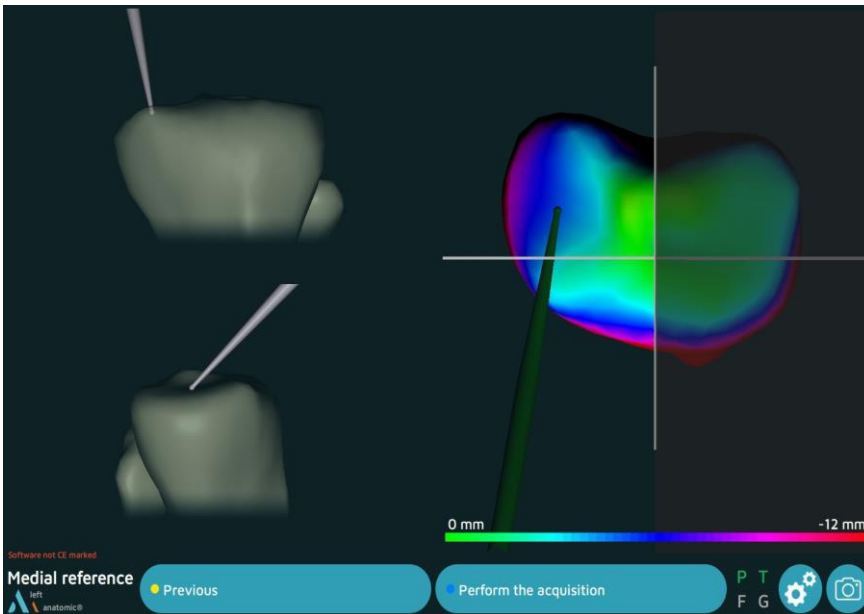 0 mm
-12 mm
Software not CE marked
Medial reference
left
anatomic®
Previous
Perform the acquisition
P T
F G